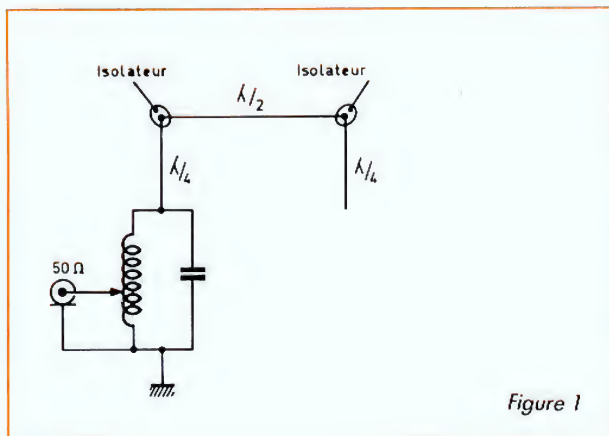 Isolateur Isolateur
λ/2
λ/4 λ/4
50 Ω
Figure 1